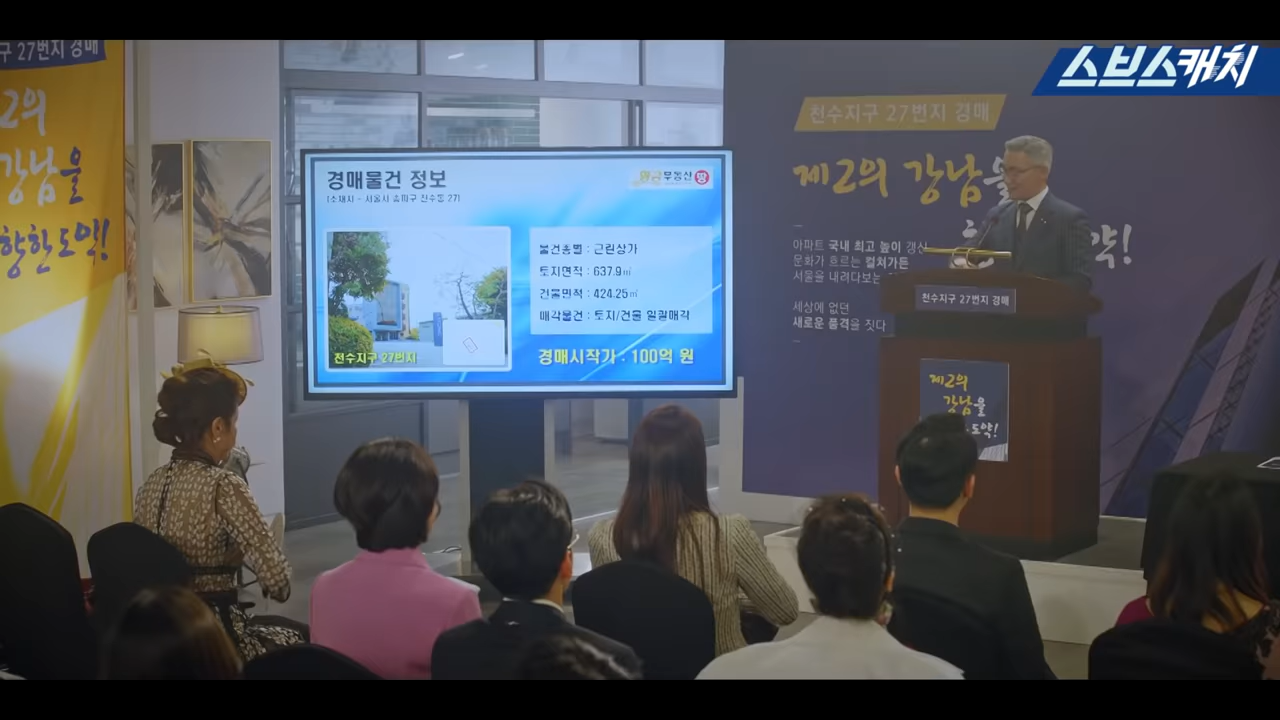 스브스캐치
구 27번지 경매
2의
강남을
향한 도약!
경매물건 정보
[소재지 - 서울시 송파구 천수동 27]
부동산
물건종별 : 근린상가
토지면적 : 637.9㎡
건물면적 : 424.25㎡
매각물건 : 토지/건물 일괄매각
천수지구 27번지
경매시작가 : 100억 원
천수지구 27번지 경매
제2의 강남을
약!
아파트 국내 최고 높이 갱신
문화가 흐르는 컬처가든
서울을 내려다보는
세상에 없던
새로운 품격을 짓다
천수지구 27번지 경매
제2의
강남을
도약!